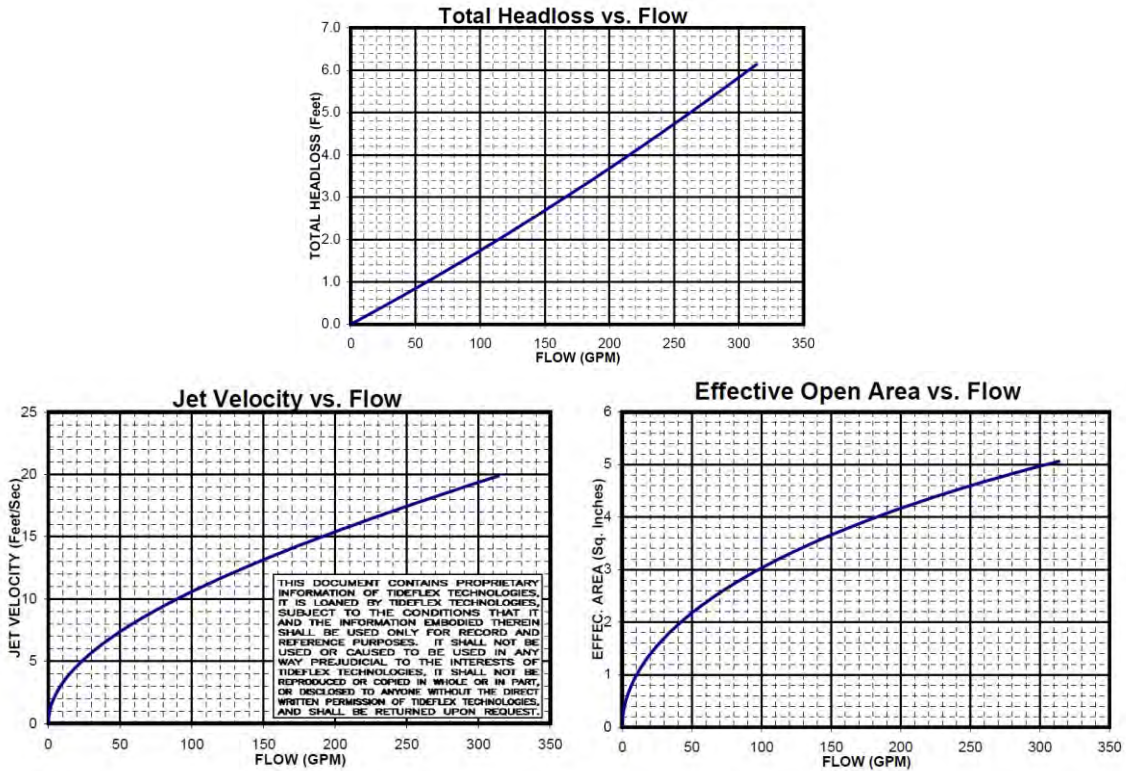 Total Headloss vs. Flow
TOTAL HEADLOSS (Feet)
7.0
6.0
5.0
4.0
3.0
2.0
1.0
0.0
0 50 100 150 200 250 300 350
FLOW (GPM)
Jet Velocity vs. Flow
JET VELOCITY (Feet/Sec)
25
20
15
10
5
0
0 50 100 150 200 250 300 350
FLOW (GPM)
THIS DOCUMENT CONTAINS PROPRIETARY
INFORMATION OF TIDEFLEX TECHNOLOGIES.
IT IS LOANED BY TIDEFLEX TECHNOLOGIES,
SUBJECT TO THE CONDITIONS THAT IT
AND THE INFORMATION EMBODIED THEREIN
SHALL BE USED ONLY FOR RECORD AND
REFERENCE PURPOSES. IT SHALL NOT BE
USED OR CAUSED TO BE USED IN ANY
WAY PREJUDICIAL TO THE INTERESTS OF
TIDEFLEX TECHNOLOGIES, IT SHALL NOT BE
REPRODUCED OR COPIED IN WHOLE OR IN PART,
OR DISCLOSED TO ANYONE WITHOUT THE DIRECT
WRITTEN PERMISSION OF TIDEFLEX TECHNOLOGIES,
AND SHALL BE RETURNED UPON REQUEST.
Effective Open Area vs. Flow
EFFEC. AREA (Sq. Inches)
6
5
4
3
2
1
0
0 50 100 150 200 250 300 350
FLOW (GPM)